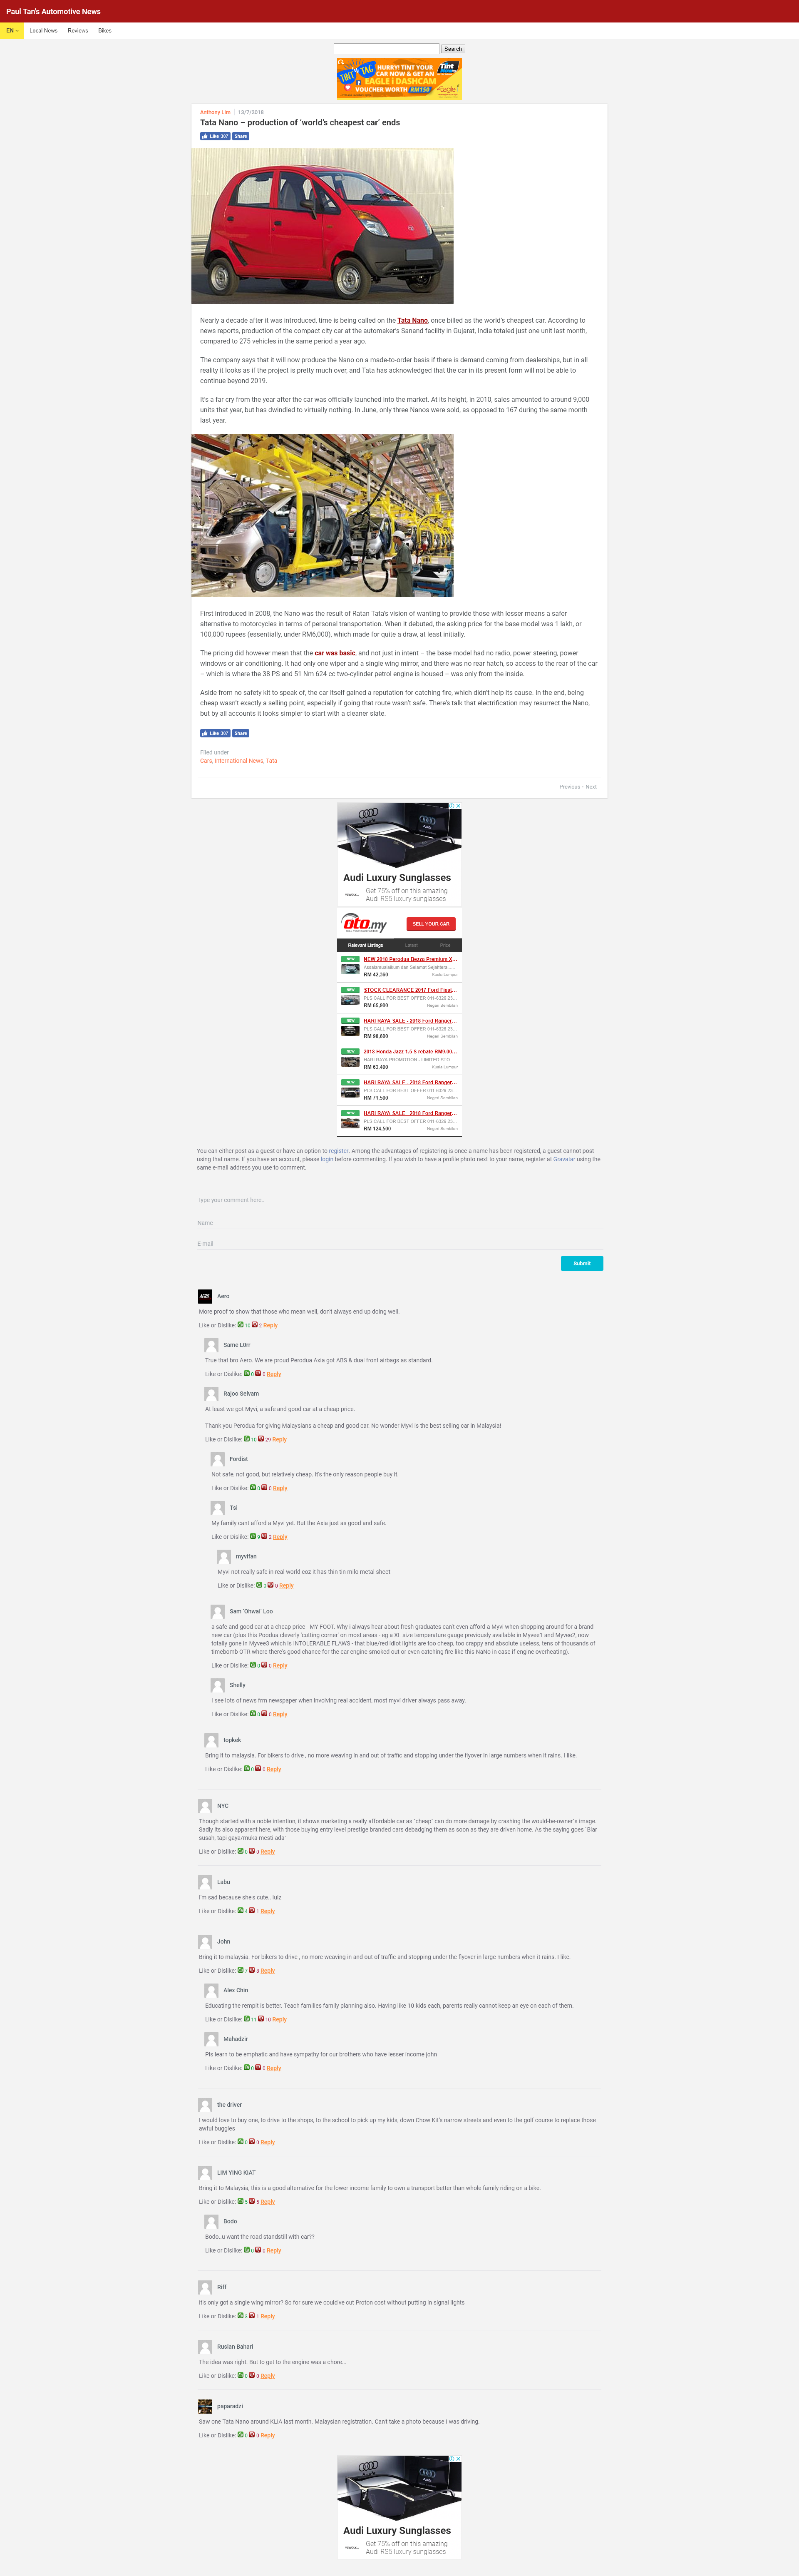 Paul Tan's Automotive News
EN
Local News Reviews Bikes
Search
TINT TAG
HURRY! TINT YOUR
CAR NOW & GET AN
EAGLE i DASHCAM
VOUCHER WORTH RM150
Tint
eagle
Anthony Lim | 13/7/2018
Tata Nano – production of ‘world’s cheapest car’ ends
Like 307 Share
Nearly a decade after it was introduced, time is being called on the Tata Nano, once billed as the world’s cheapest car. According to
news reports, production of the compact city car at the automaker’s Sanand facility in Gujarat, India totaled just one unit last month,
compared to 275 vehicles in the same period a year ago.
The company says that it will now produce the Nano on a made-to-order basis if there is demand coming from dealerships, but in all
reality it looks as if the project is pretty much over, and Tata has acknowledged that the car in its present form will not be able to
continue beyond 2019.
It’s a far cry from the year after the car was officially launched into the market. At its height, in 2010, sales amounted to around 9,000
units that year, but has dwindled to virtually nothing. In June, only three Nanos were sold, as opposed to 167 during the same month
last year.
First introduced in 2008, the Nano was the result of Ratan Tata’s vision of wanting to provide those with lesser means a safer
alternative to motorcycles in terms of personal transportation. When it debuted, the asking price for the base model was 1 lakh, or
100,000 rupees (essentially, under RM6,000), which made for quite a draw, at least initially.
The pricing did however mean that the car was basic, and not just in intent – the base model had no radio, power steering, power
windows or air conditioning. It had only one wiper and a single wing mirror, and there was no rear hatch, so access to the rear of the car
– which is where the 38 PS and 51 Nm 624 cc two-cylinder petrol engine is housed – was only from the inside.
Aside from no safety kit to speak of, the car itself gained a reputation for catching fire, which didn’t help its cause. In the end, being
cheap wasn’t exactly a selling point, especially if going that route wasn’t safe. There’s talk that electrification may resurrect the Nano,
but by all accounts it looks simpler to start with a cleaner slate.
Like 307 Share
Filed under
Cars, International News, Tata
Previous · Next
Audi Luxury Sunglasses
Get 75% off on this amazing
Audi RS5 luxury sunglasses
oto.my
SELL YOUR CAR
Relevant Listings Latest Price
NEW NEW 2018 Perodua Bezza Premium X...
Assalamualaikum dan Selamat Sejahtera ...
RM 42,360 Kuala Lumpur
NEW STOCK CLEARANCE 2017 Ford Fiest...
PLS CALL FOR BEST OFFER 011-6326 23...
RM 65,900 Negeri Sembilan
NEW HARI RAYA SALE - 2018 Ford Ranger...
PLS CALL FOR BEST OFFER 011-6326 23...
RM 98,600 Negeri Sembilan
NEW 2018 Honda Jazz 1.5 S rebate RM9,00...
HARI RAYA PROMOTION - LIMITED STO...
RM 63,400 Kuala Lumpur
NEW HARI RAYA SALE - 2018 Ford Ranger...
PLS CALL FOR BEST OFFER 011-6326 23...
RM 71,500 Negeri Sembilan
NEW HARI RAYA SALE - 2018 Ford Ranger...
PLS CALL FOR BEST OFFER 011-6326 23...
RM 124,500 Negeri Sembilan
You can either post as a guest or have an option to register. Among the advantages of registering is once a name has been registered, a guest cannot post
using that name. If you have an account, please login before commenting. If you wish to have a profile photo next to your name, register at Gravatar using the
same e-mail address you use to comment.
Type your comment here..
Name
E-mail
Submit
AERO Aero
More proof to show that those who mean well, don't always end up doing well.
Like or Dislike: 10 2 Reply
Same L0rr
True that bro Aero. We are proud Perodua Asia got ABS & dual front airbags as standard.
Like or Dislike: 0 0 Reply
Rajoo Selvam
At least we got Myvi, a safe and good car at a cheap price.
Thank you Perodua for giving Malaysians a cheap and good car. No wonder Myvi is the best selling car in Malaysia!
Like or Dislike: 10 29 Reply
Fordist
Not safe, not good, but relatively cheap. It's the only reason people buy it.
Like or Dislike: 0 0 Reply
Tsi
My family cant afford a Myvi yet. But the Asia just as good and safe.
Like or Dislike: 9 2 Reply
myvifan
Myvi not really safe in real world coz it has thin tin milo metal sheet
Like or Dislike: 0 0 Reply
Sam ‘Ohwai’ Loo
a safe and good car at a cheap price - MY FOOT. Why i always hear about fresh graduates can't even afford a Myvi when shopping around for a brand
new car (plus this Poodua cleverly 'cutting corner' on most areas - eg a XL size temperature gauge previously available in Myvee1 and Myvee2, now
totally gone in Myvee3 which is INTOLERABLE FLAWS - that blue/red idiot lights are too cheap, too crappy and absolute useless, tens of thousands of
timebomb OTR where there's good chance for the car engine smoked out or even catching fire like this NaNo in case if engine overheating).
Like or Dislike: 0 0 Reply
Shelly
I see lots of news frm newspaper when involving real accident, most myvi driver always pass away.
Like or Dislike: 0 0 Reply
topkek
Bring it to malaysia. For bikers to drive , no more weaving in and out of traffic and stopping under the flyover in large numbers when it rains. I like.
Like or Dislike: 0 0 Reply
NYC
Though started with a noble intention, it shows marketing a really affordable car as ‘cheap’ can do more damage by crashing the would-be-owner’s image.
Sadly its also apparent here, with those buying entry level prestige branded cars debadging them as soon as they are driven home. As the saying goes ‘Biar
susah, tapi gaya/muka mesti ada’
Like or Dislike: 0 0 Reply
Labu
I'm sad because she's cute.. lulz
Like or Dislike: 4 1 Reply
John
Bring it to malaysia. For bikers to drive , no more weaving in and out of traffic and stopping under the flyover in large numbers when it rains. I like.
Like or Dislike: 7 8 Reply
Alex Chin
Educating the rempit is better. Teach families family planning also. Having like 10 kids each, parents really cannot keep an eye on each of them.
Like or Dislike: 11 10 Reply
Mahadzir
Pls learn to be emphatic and have sympathy for our brothers who have lesser income john
Like or Dislike: 0 0 Reply
the driver
I would love to buy one, to drive to the shops, to the school to pick up my kids, down Chow Kit's narrow streets and even to the golf course to replace those
awful buggies
Like or Dislike: 0 0 Reply
LIM YING KIAT
Bring it to Malaysia, this is a good alternative for the lower income family to own a transport better than whole family riding on a bike.
Like or Dislike: 5 5 Reply
Bodo
Bodo..u want the road standstill with car??
Like or Dislike: 0 0 Reply
Riff
It's only got a single wing mirror? So for sure we could've cut Proton cost without putting in signal lights
Like or Dislike: 3 1 Reply
Ruslan Bahari
The idea was right. But to get to the engine was a chore...
Like or Dislike: 0 0 Reply
paparadzi
Saw one Tata Nano around KLIA last month. Malaysian registration. Can't take a photo because I was driving.
Like or Dislike: 0 0 Reply
Audi Luxury Sunglasses
Get 75% off on this amazing
Audi RS5 luxury sunglasses